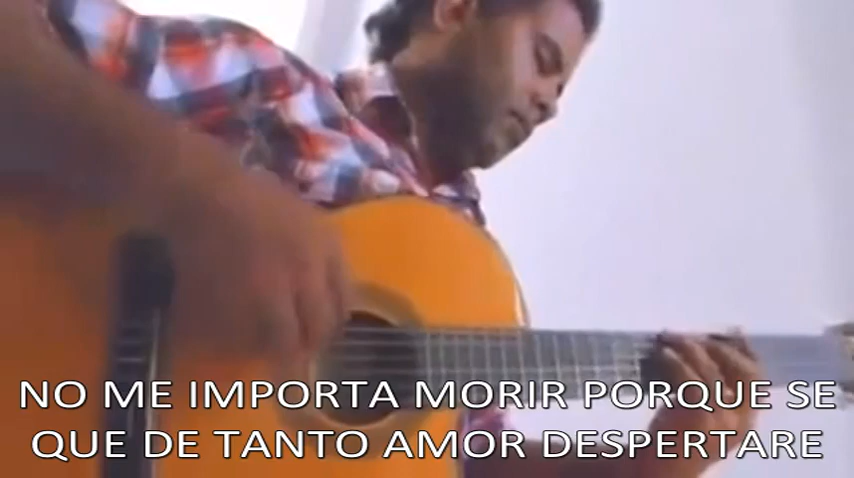 NO ME IMPORTA MORIR PORQUE SE
QUE DE TANTO AMOR DESPERTARE